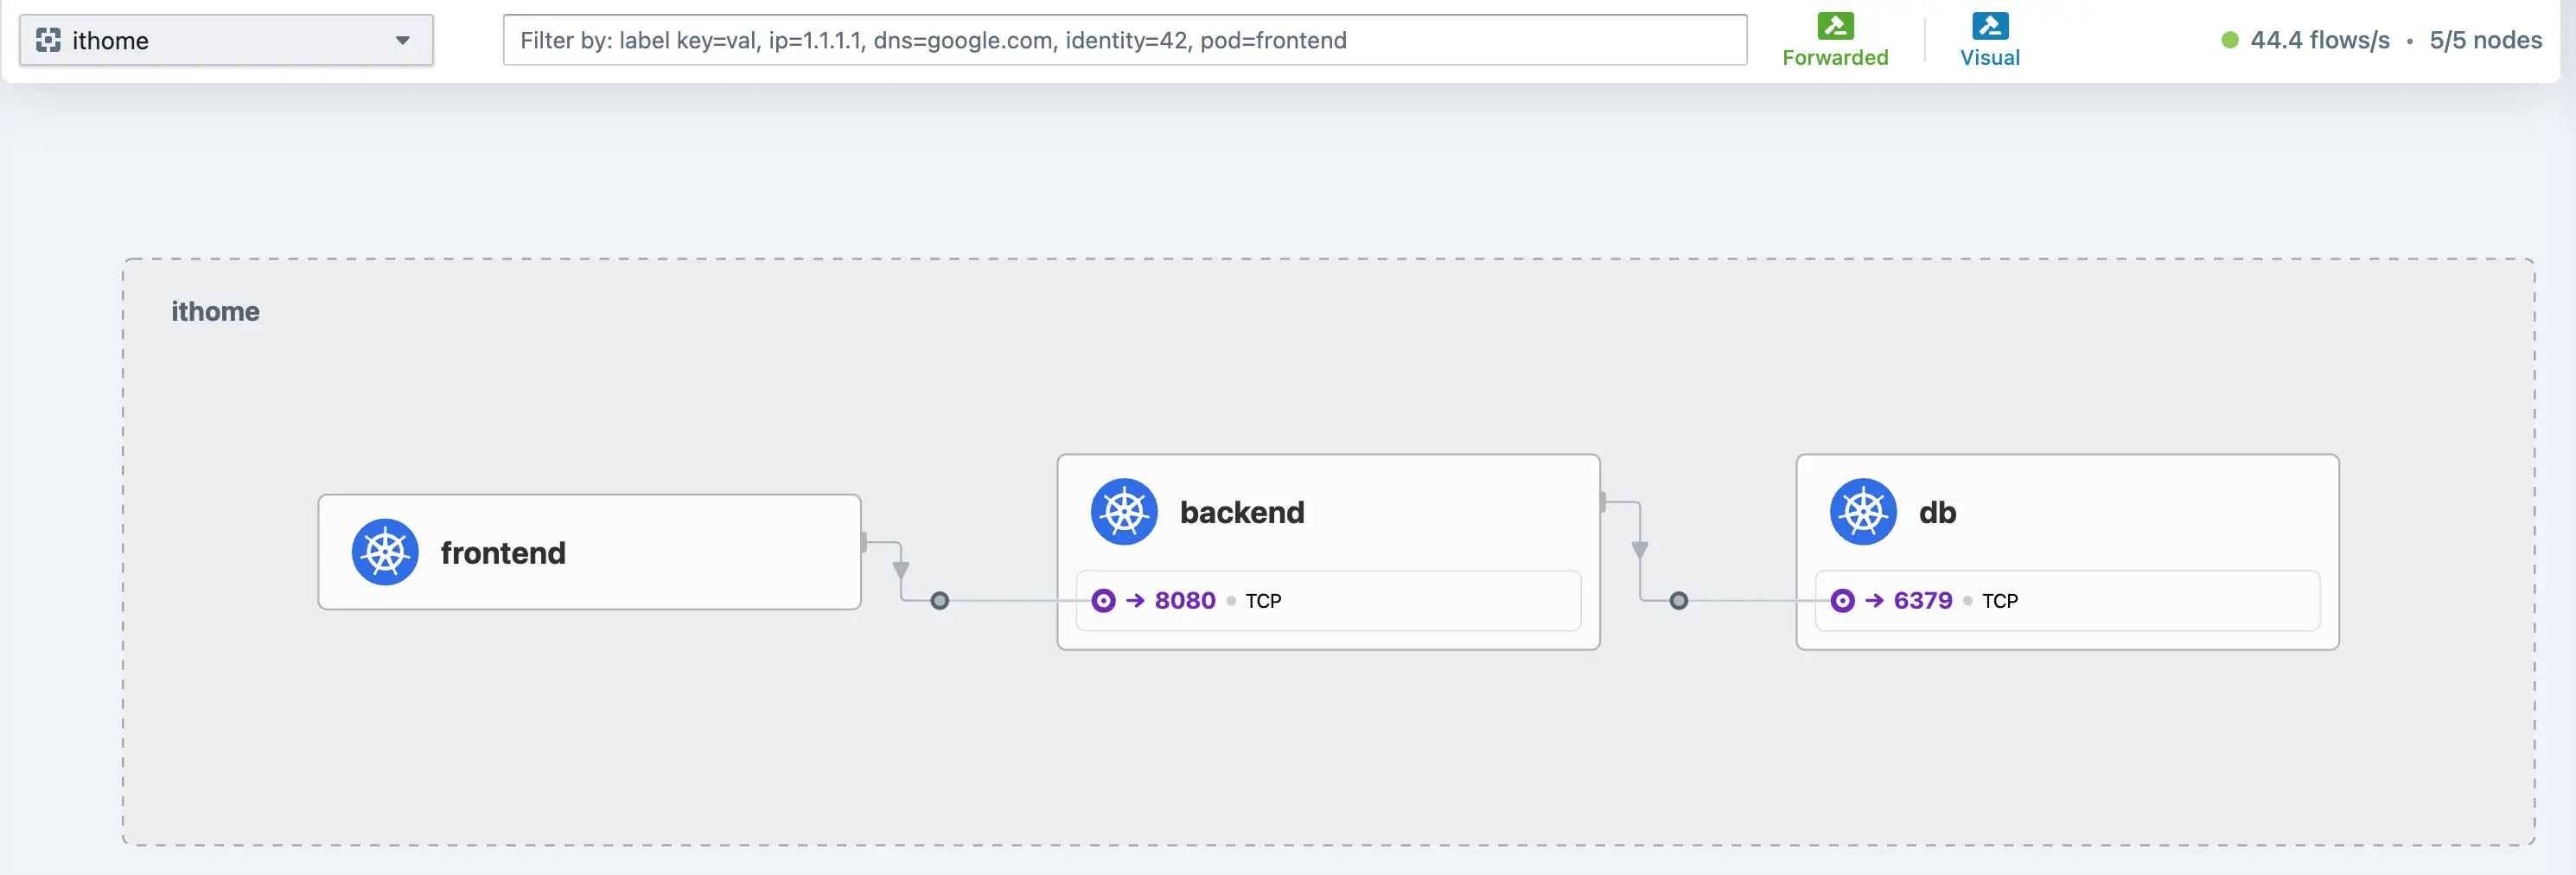 ithome
Filter by: label key=val, ip=1.1.1.1, dns=google.com, identity=42, pod=frontend
Forwarded
Visual
44.4 flows/s • 5/5 nodes
ithome
frontend
backend
→ 8080 • TCP
db
→ 6379 • TCP